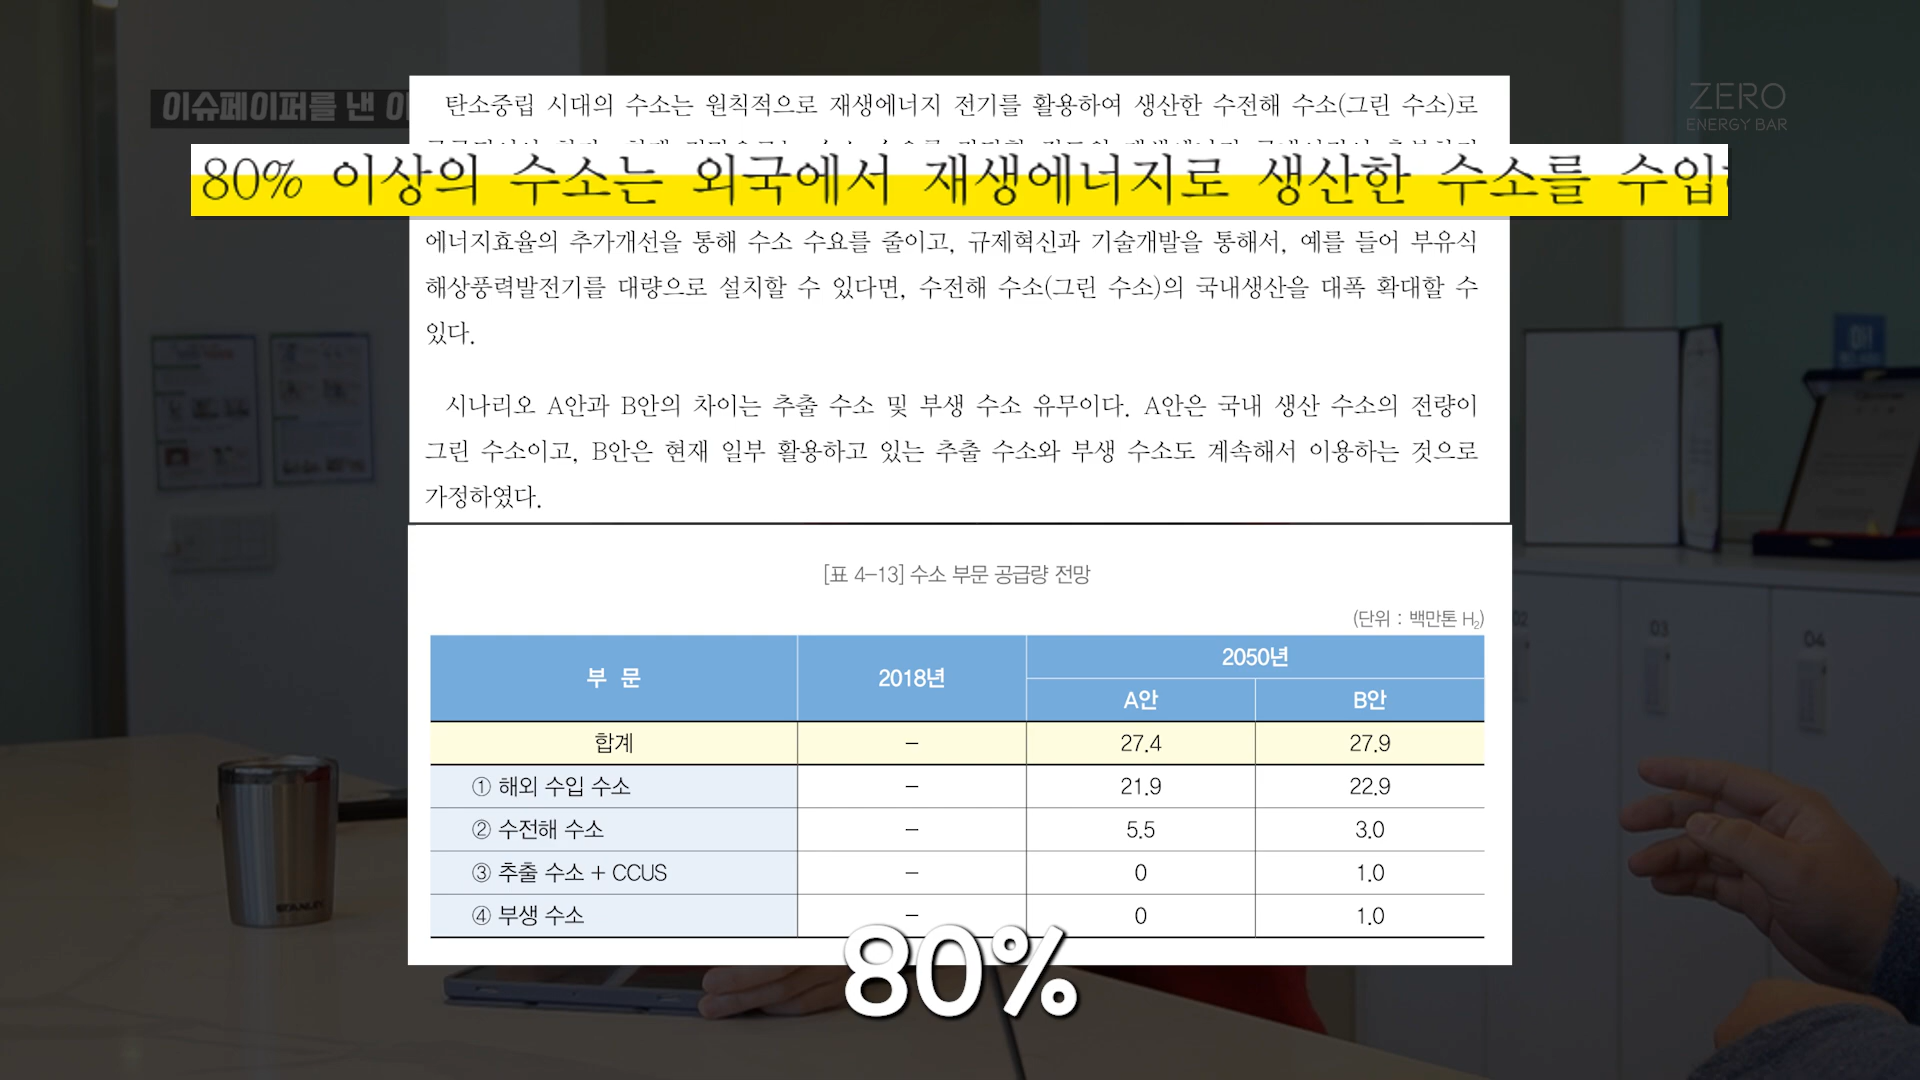 이슈페이퍼를 낸
ZERO
ENERGY BAR
탄소중립 시대의 수소는 원칙적으로 재생에너지 전기를 활용하여 생산한 수전해 수소(그린 수소)로
80% 이상의 수소는 외국에서 재생에너지로 생산한 수소를 수입
에너지효율의 추가개선을 통해 수소 수요를 줄이고, 규제혁신과 기술개발을 통해서, 예를 들어 부유식
해상풍력발전기를 대량으로 설치할 수 있다면, 수전해 수소(그린 수소)의 국내생산을 대폭 확대할 수
있다.
시나리오 A안과 B안의 차이는 추출 수소 및 부생 수소 유무이다. A안은 국내 생산 수소의 전량이
그린 수소이고, B안은 현재 일부 활용하고 있는 추출 수소와 부생 수소도 계속해서 이용하는 것으로
가정하였다.
[표 4-13] 수소 부문 공급량 전망
(단위 : 백만톤 H₂)
부 문 2018년 2050년
A안 B안
합계 – 27.4 27.9
① 해외 수입 수소 – 21.9 22.9
② 수전해 수소 – 5.5 3.0
③ 추출 수소 + CCUS – 0 1.0
④ 부생 수소 – 0 1.0
80%
STANLEY
01
02
03
04